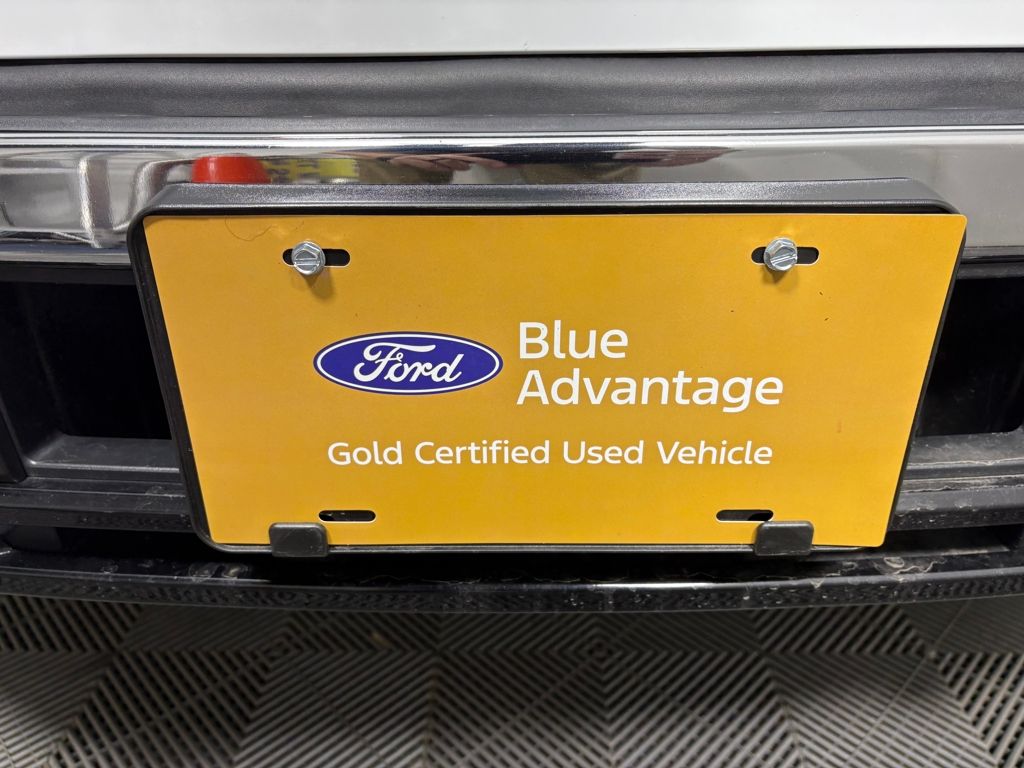 Ford
Blue
Advantage
Gold Certified Used Vehicle